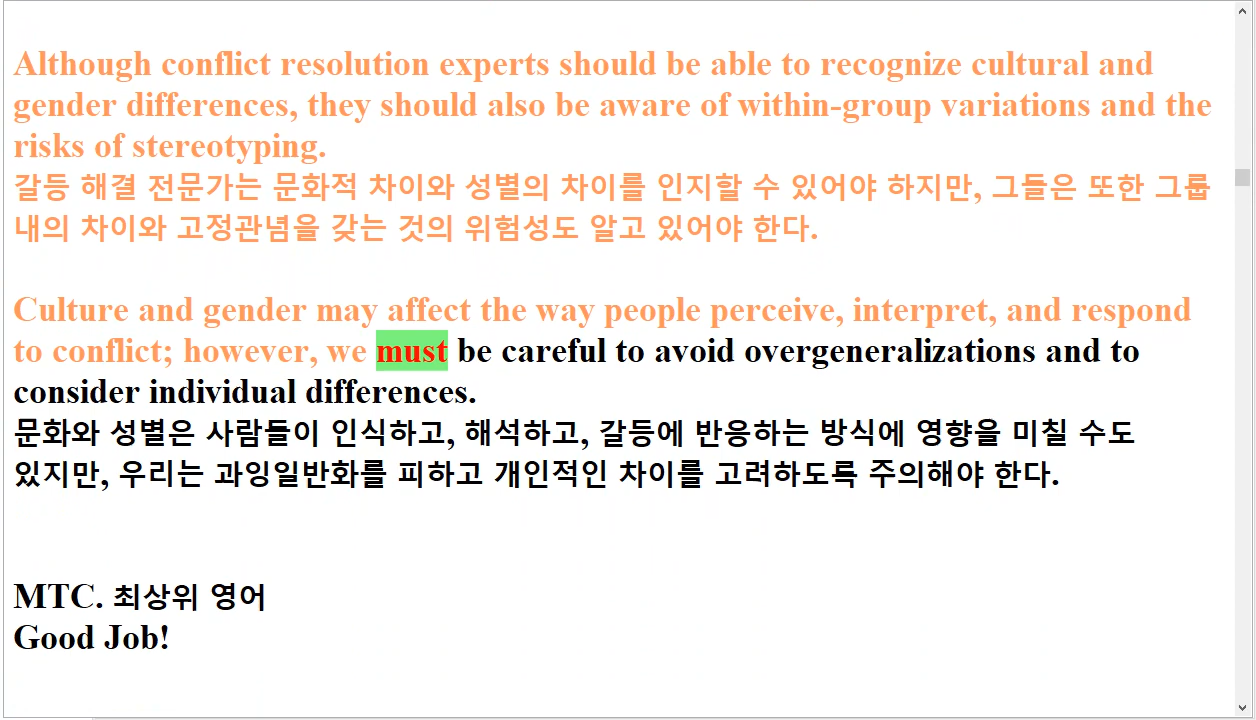 Although conflict resolution experts should be able to recognize cultural and
gender differences, they should also be aware of within-group variations and the
risks of stereotyping.
갈등 해결 전문가는 문화적 차이와 성별의 차이를 인지할 수 있어야 하지만, 그들은 또한 그룹
내의 차이와 고정관념을 갖는 것의 위험성도 알고 있어야 한다.
Culture and gender may affect the way people perceive, interpret, and respond
to conflict; however, we must be careful to avoid overgeneralizations and to
consider individual differences.
문화와 성별은 사람들이 인식하고, 해석하고, 갈등에 반응하는 방식에 영향을 미칠 수도
있지만, 우리는 과잉일반화를 피하고 개인적인 차이를 고려하도록 주의해야 한다.
MTC. 최상위 영어
Good Job!